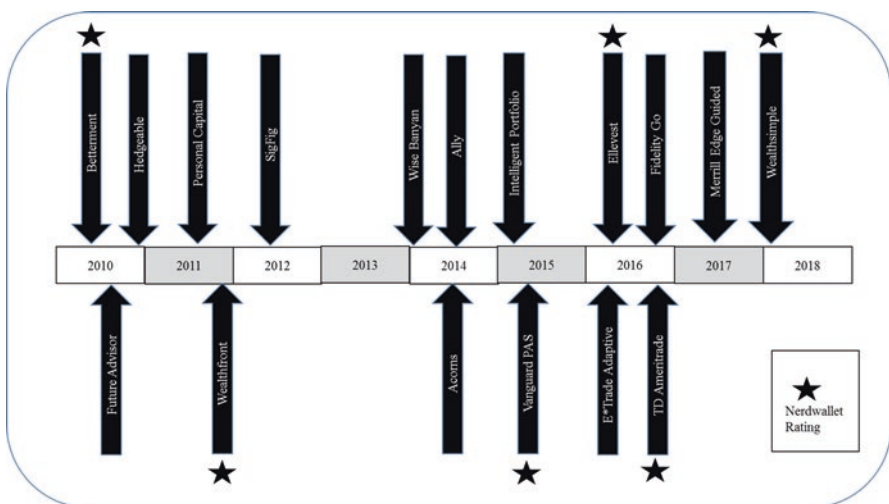 Betterment
Hedgeable
Personal Capital
SigFig
Wise Banyan
Ally
Intelligent Portfolio
Ellevest
Fidelity Go
Merrill Edge Guided
Wealthsimple
2010
2011
2012
2013
2014
2015
2016
2017
2018
Future Advisor
Wealthfront
Acorns
Vanguard PAS
E*Trade Adaptive
TD Ameritrade
Nerdwallet
Rating